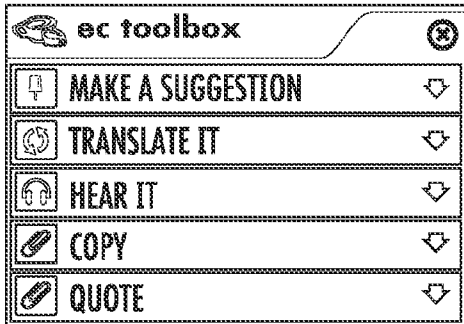 ec toolbox
MAKE A SUGGESTION
TRANSLATE IT
HEAR IT
COPY
QUOTE